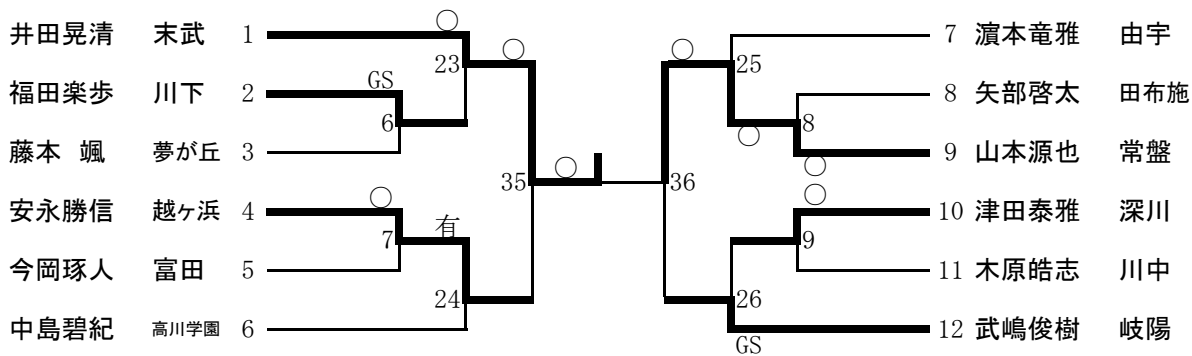 ○
井田晃清 末武 1
○ ○
7 濵本竜雅 由宇
23 25
GS
福田楽歩 川下 2
8 矢部啓太 田布施
6 8
○
藤本 颯 夢が丘 3
9 山本源也 常盤
○ ○
35 36
○ ○
安永勝信 越ヶ浜 4
10 津田泰雅 深川
有
7 9
今岡琢人 富田 5
11 木原皓志 川中
24 26
中島碧紀 高川学園 6
12 武嶋俊樹 岐陽
GS